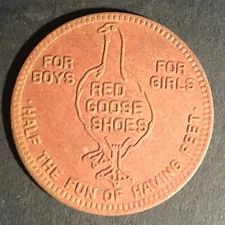 FOR
BOYS
FOR
GIRLS
RED
GOOSE
SHOES
· HALF THE FUN OF HAVING FEET ·